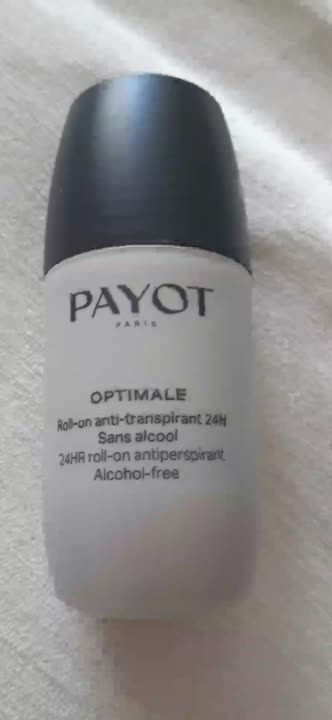 PAYOT
PARIS
OPTIMALE
Roll-on anti-transpirant 24H
Sans alcool
24HR roll-on antiperspirant
Alcohol-free